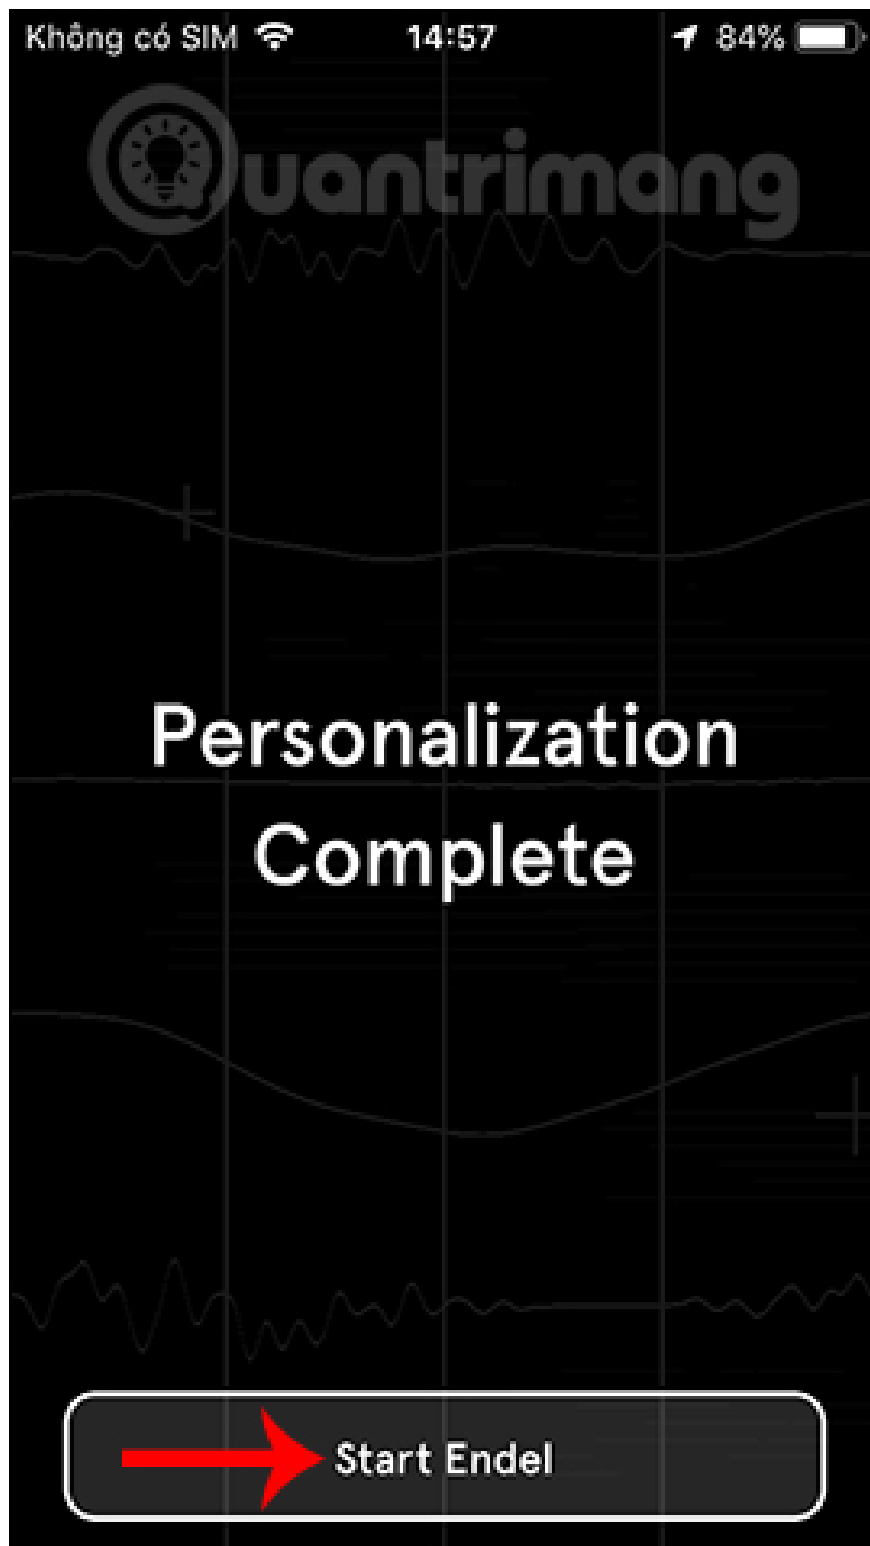 Không có SIM 14:57 84%
Quantrimang
Personalization
Complete
Start Endel